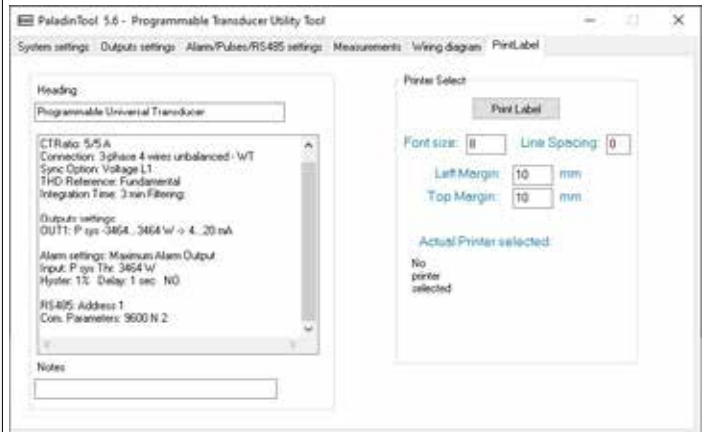 PaladinTool 5.6 - Programmable Transducer Utility Tool
System settings Outputs settings Alarm/Pulses/RS485 settings Measurements Wiring diagram PrintLabel
Heading
Programmable Universal Transducer
CTRatio: 5/5 A
Connection: 3-phase 4 wires unbalanced - WT
Sync Option: Voltage L1
THD Reference: Fundamental
Integration Time: 3 min Filtering:
Outputs settings:
OUT1: P sys -3464...3464 W -> 4...20 mA
Alarm settings: Maximum Alarm Output
Input: P sys Thr: 3464 W
Hyster: 1% Delay: 1 sec NO
RS485: Address 1
Com. Parameters: 9600 N 2
Notes
Printer Select
Print Label
Font size: 8 Line Spacing: 0
Left Margin: 10 mm
Top Margin: 10 mm
Actual Printer selected:
No
printer
selected